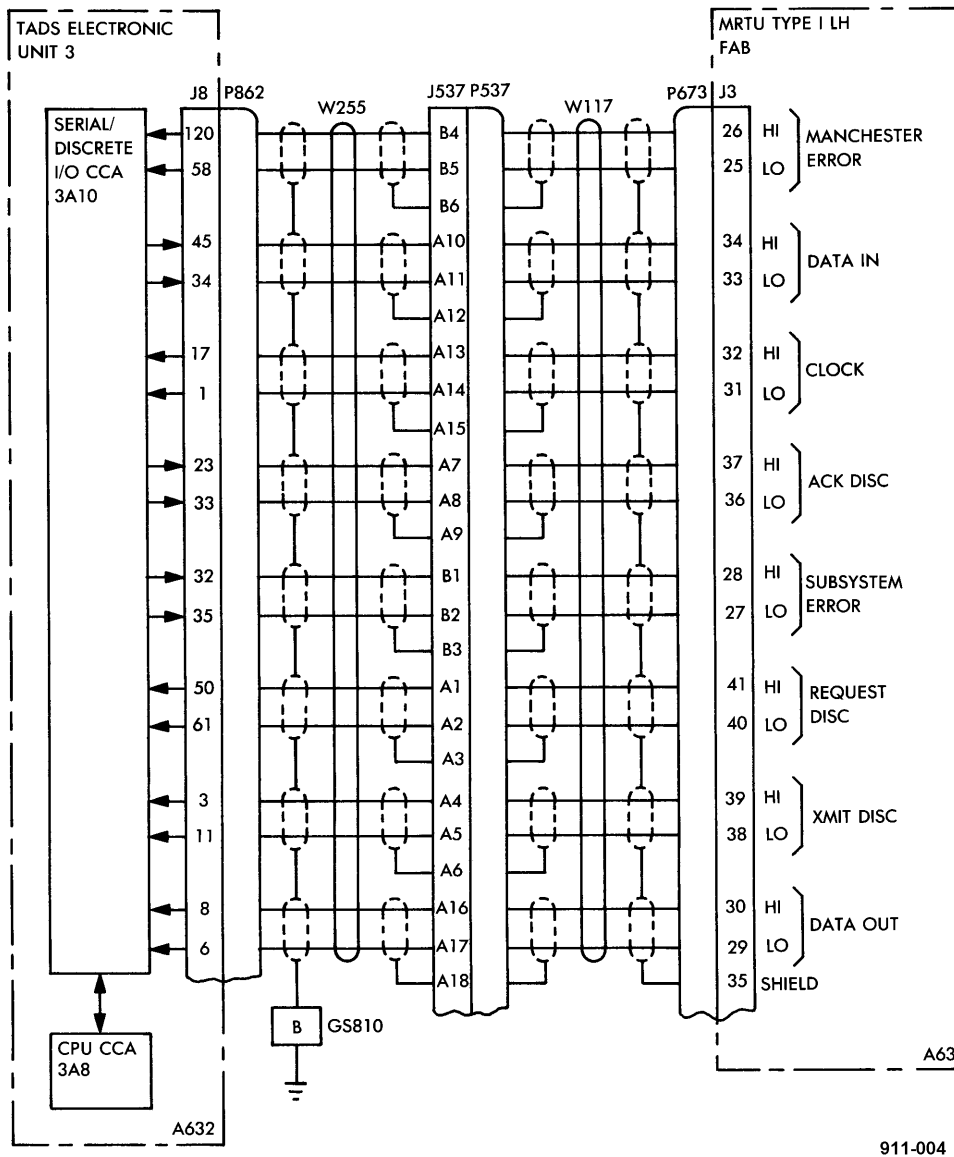 TADS ELECTRONIC
UNIT 3
MRTU TYPE I LH
FAB
J8 P862
W255
J537 P537
W117
P673 J3
SERIAL/
DISCRETE
I/O CCA
3A10
120 B4 26 HI
MANCHESTER
ERROR
58 B5 25 LO
B6
45 A10 34 HI
DATA IN
34 A11 33 LO
A12
17 A13 32 HI
CLOCK
1 A14 31 LO
A15
23 A7 37 HI
ACK DISC
33 A8 36 LO
A9
32 B1 28 HI
SUBSYSTEM
ERROR
35 B2 27 LO
B3
50 A1 41 HI
REQUEST
DISC
61 A2 40 LO
A3
3 A4 39 HI
XMIT DISC
11 A5 38 LO
A6
8 A16 30 HI
DATA OUT
6 A17 29 LO
A18 35 SHIELD
B GS810
CPU CCA
3A8
A632
A63
911-004